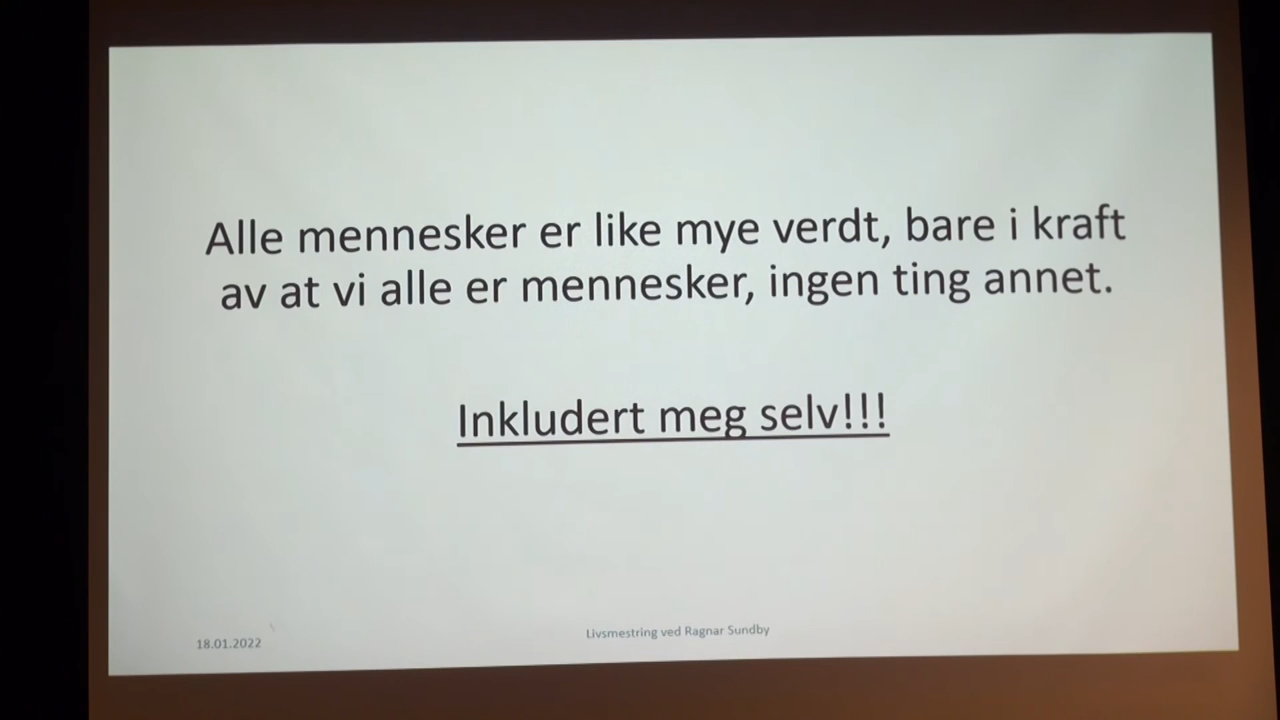 Alle mennesker er like mye verdt, bare i kraft
av at vi alle er mennesker, ingen ting annet.
Inkludert meg selv!!!
18.01.2022
Livsmestring ved Ragnar Sundby